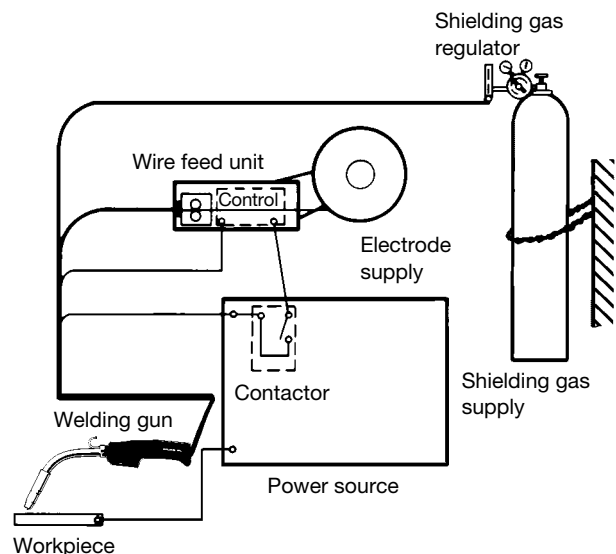 Shielding gas
regulator
Wire feed unit
Control
Electrode
supply
Contactor
Shielding gas
supply
Welding gun
Power source
Workpiece